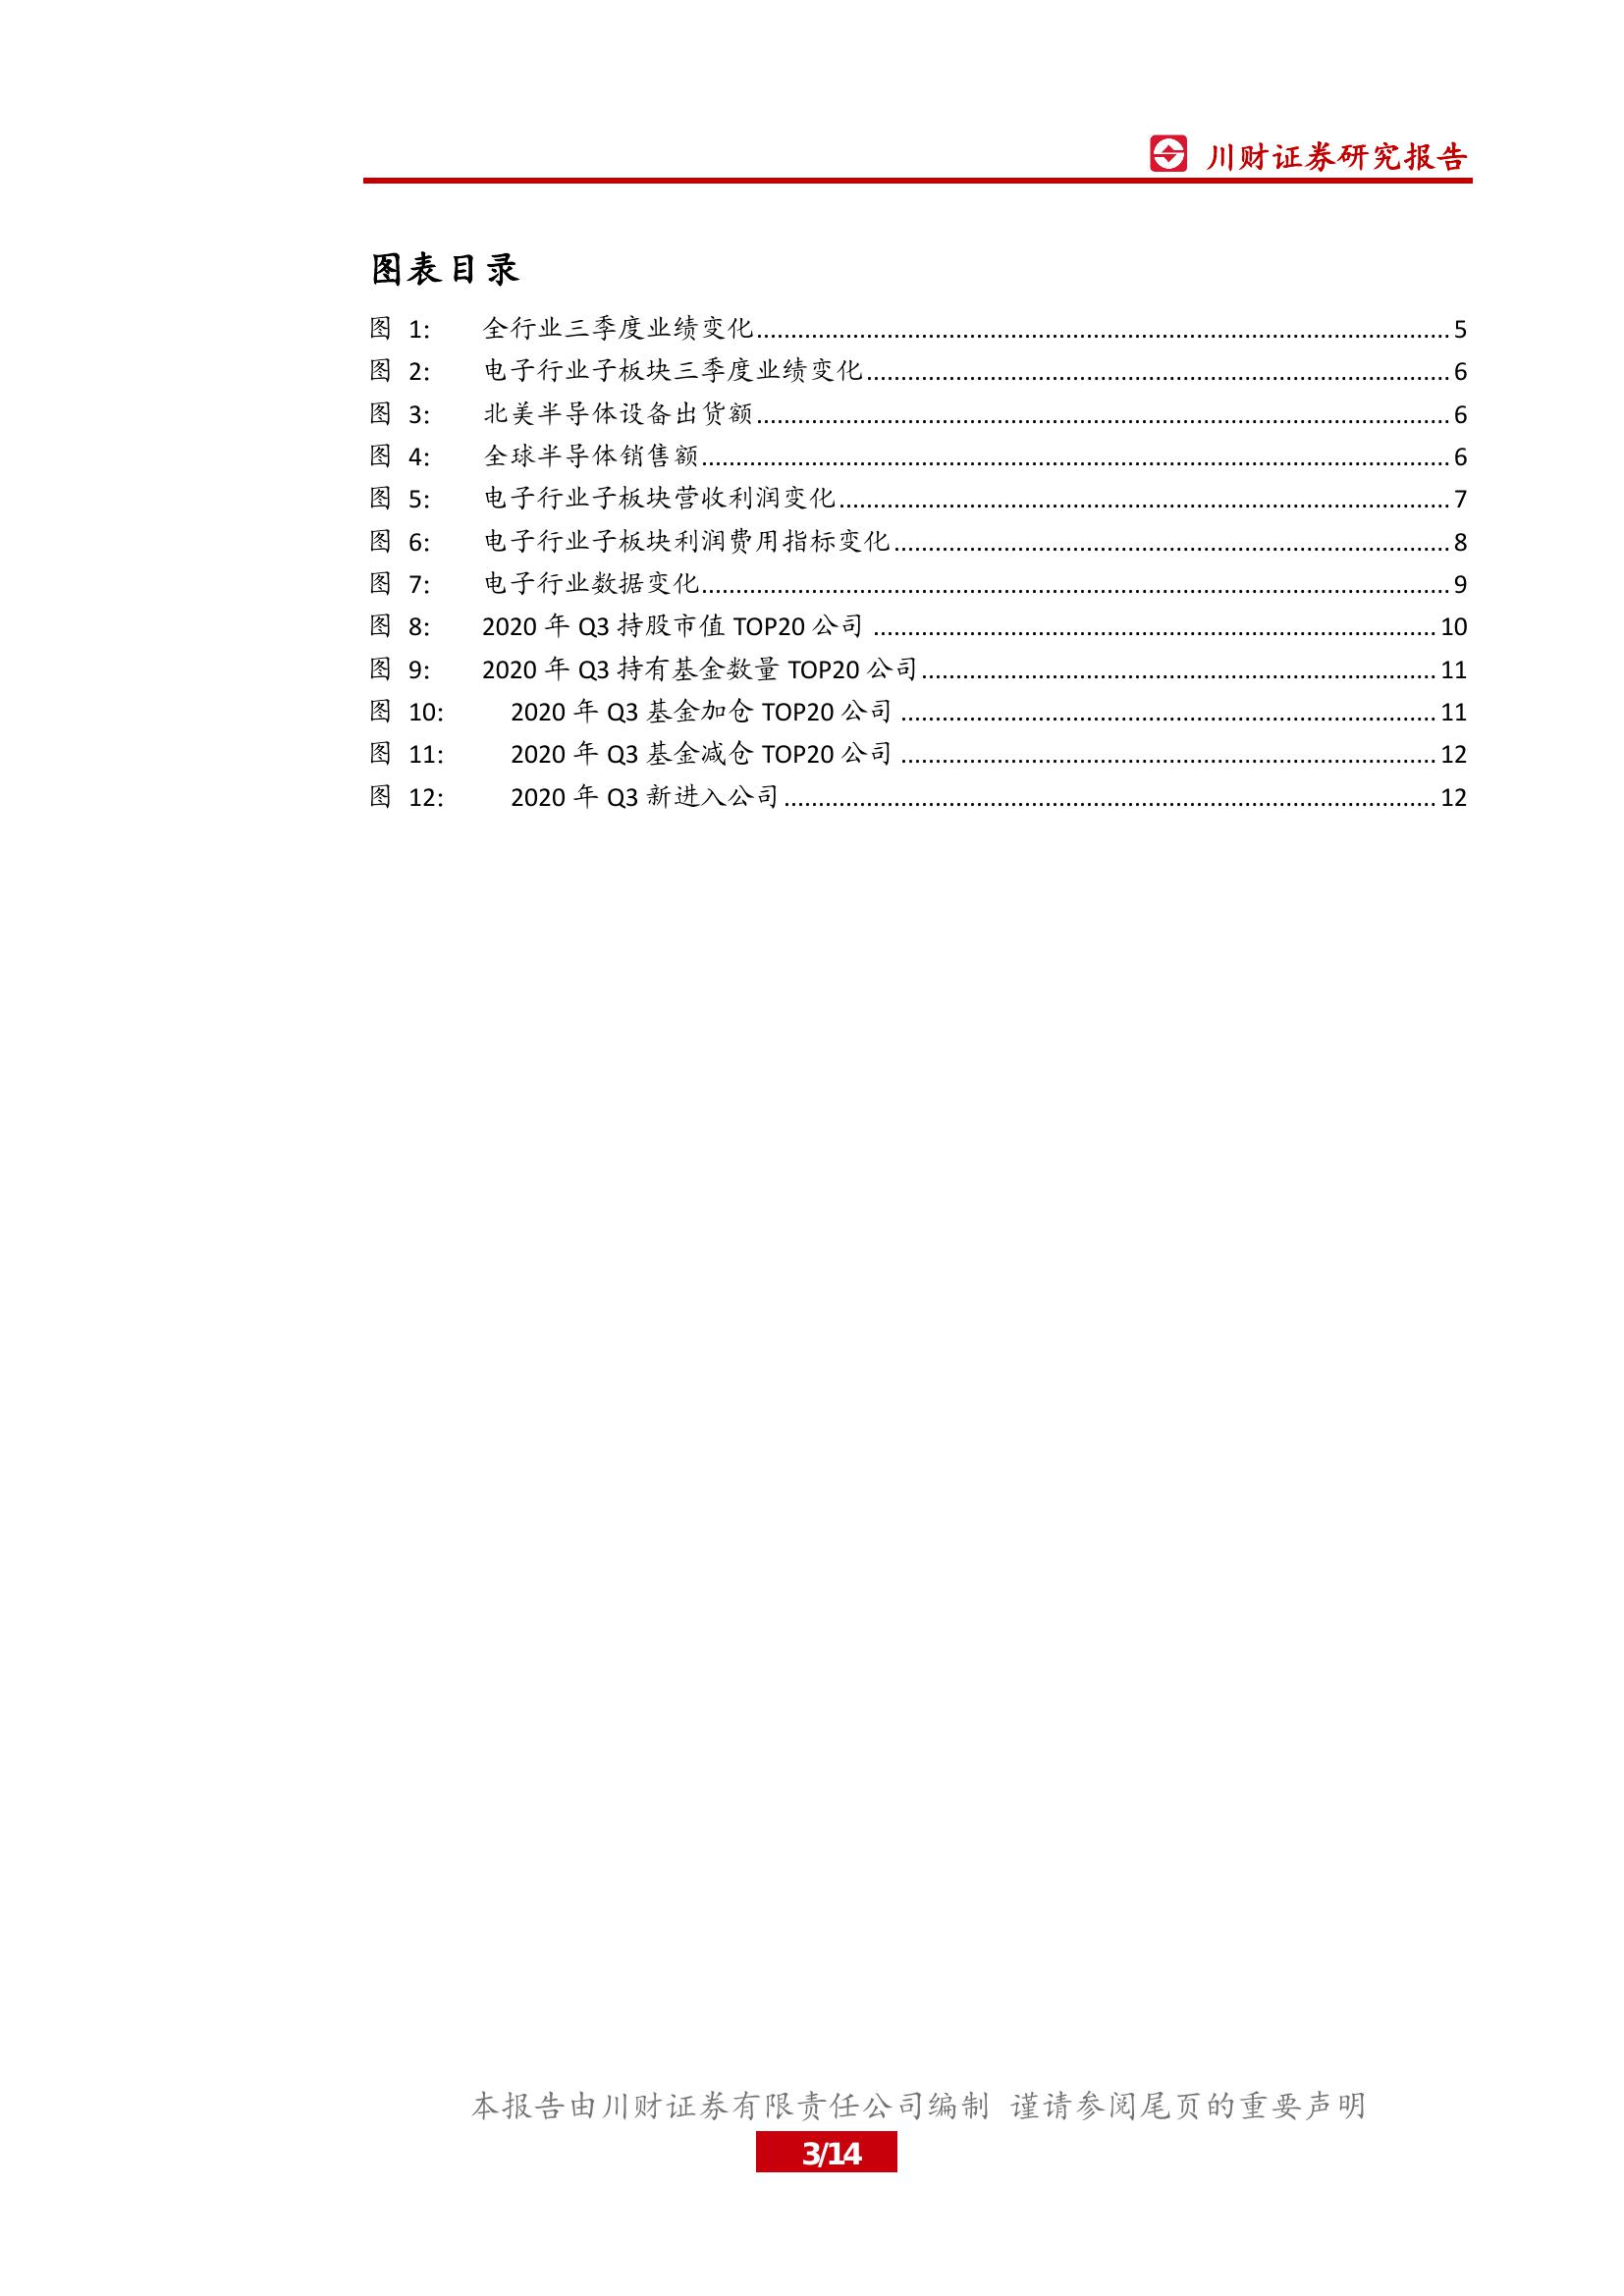 川财证券研究报告
图表目录
图 1: 全行业三季度业绩变化 5
图 2: 电子行业子板块三季度业绩变化 6
图 3: 北美半导体设备出货额 6
图 4: 全球半导体销售额 6
图 5: 电子行业子板块营收利润变化 7
图 6: 电子行业子板块利润费用指标变化 8
图 7: 电子行业数据变化 9
图 8: 2020 年 Q3 持股市值 TOP20 公司 10
图 9: 2020 年 Q3 持有基金数量 TOP20 公司 11
图 10: 2020 年 Q3 基金加仓 TOP20 公司 11
图 11: 2020 年 Q3 基金减仓 TOP20 公司 12
图 12: 2020 年 Q3 新进入公司 12
本报告由川财证券有限责任公司编制 谨请参阅尾页的重要声明
3/14